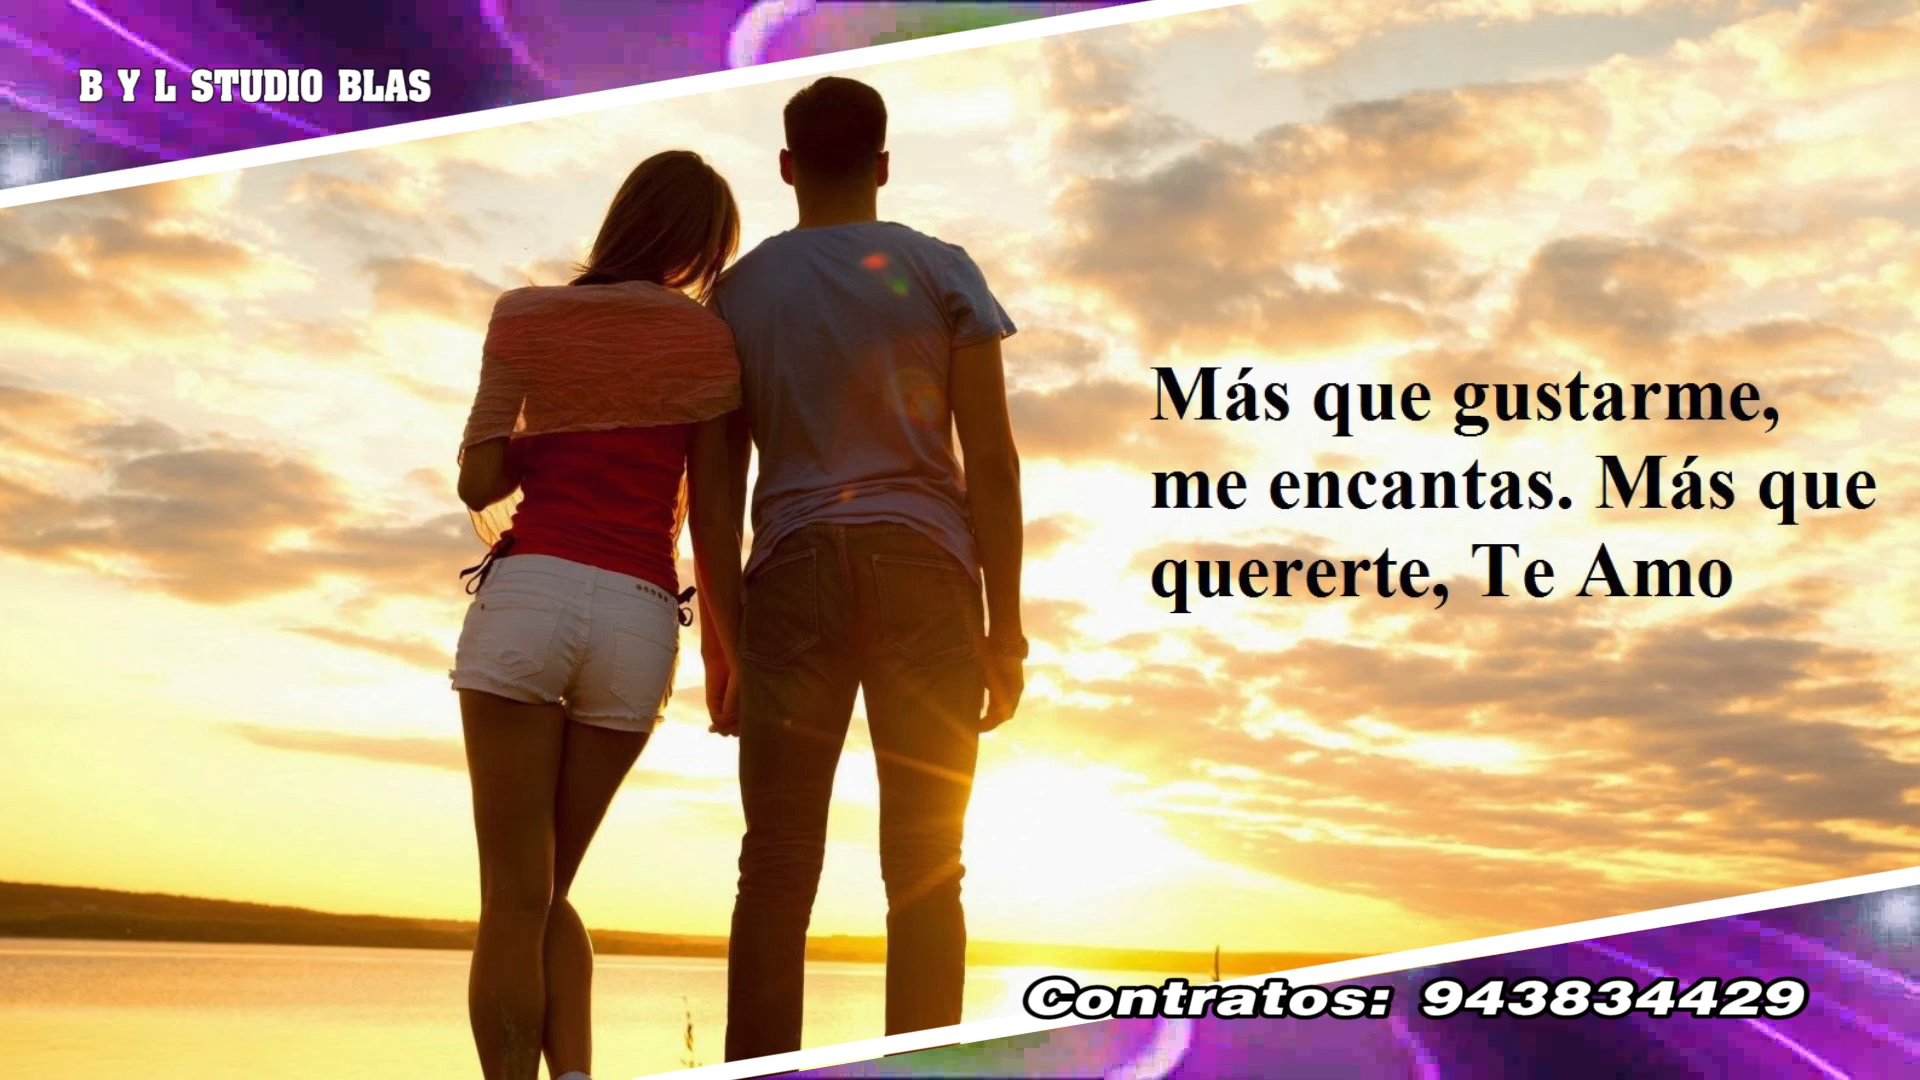 B Y L STUDIO BLAS
Más que gustarme,
me encantas. Más que
quererte, Te Amo
Contratos: 943834429